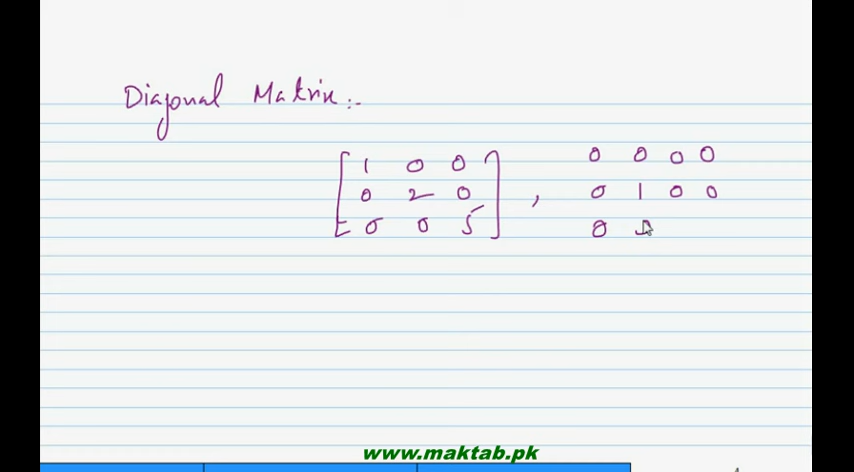 Diagonal Matrix:-
1 0 0 0 0 0 0
0 2 0 , 0 1 0 0
0 0 5 0
www.maktab.pk